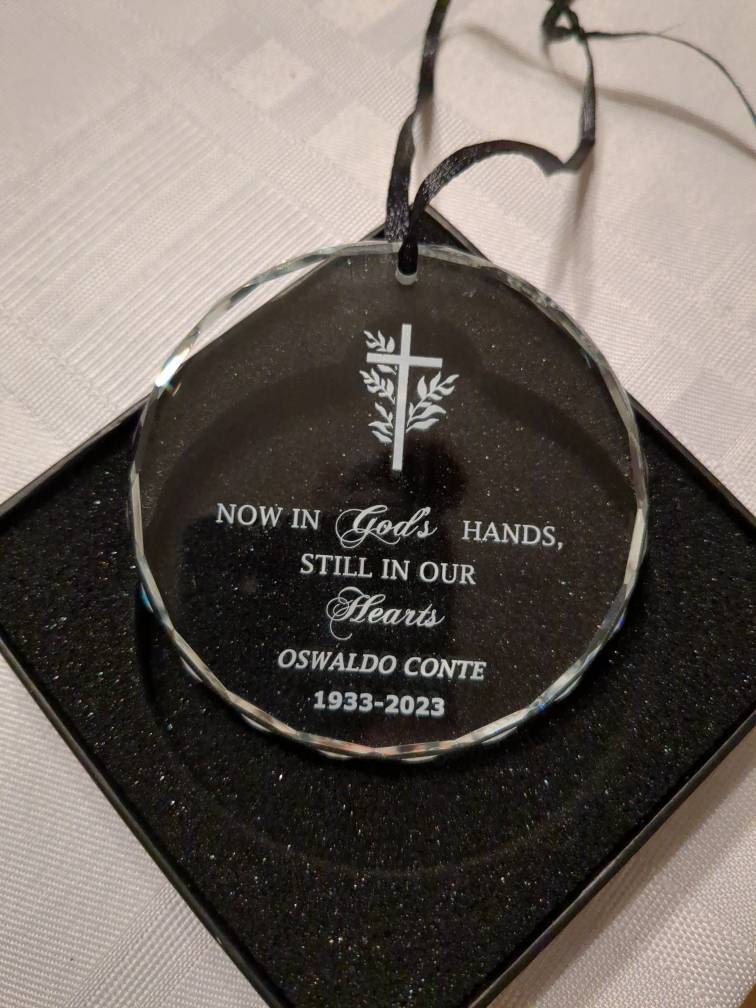 NOW IN God's HANDS,
STILL IN OUR
Hearts
OSWALDO CONTE
1933-2023